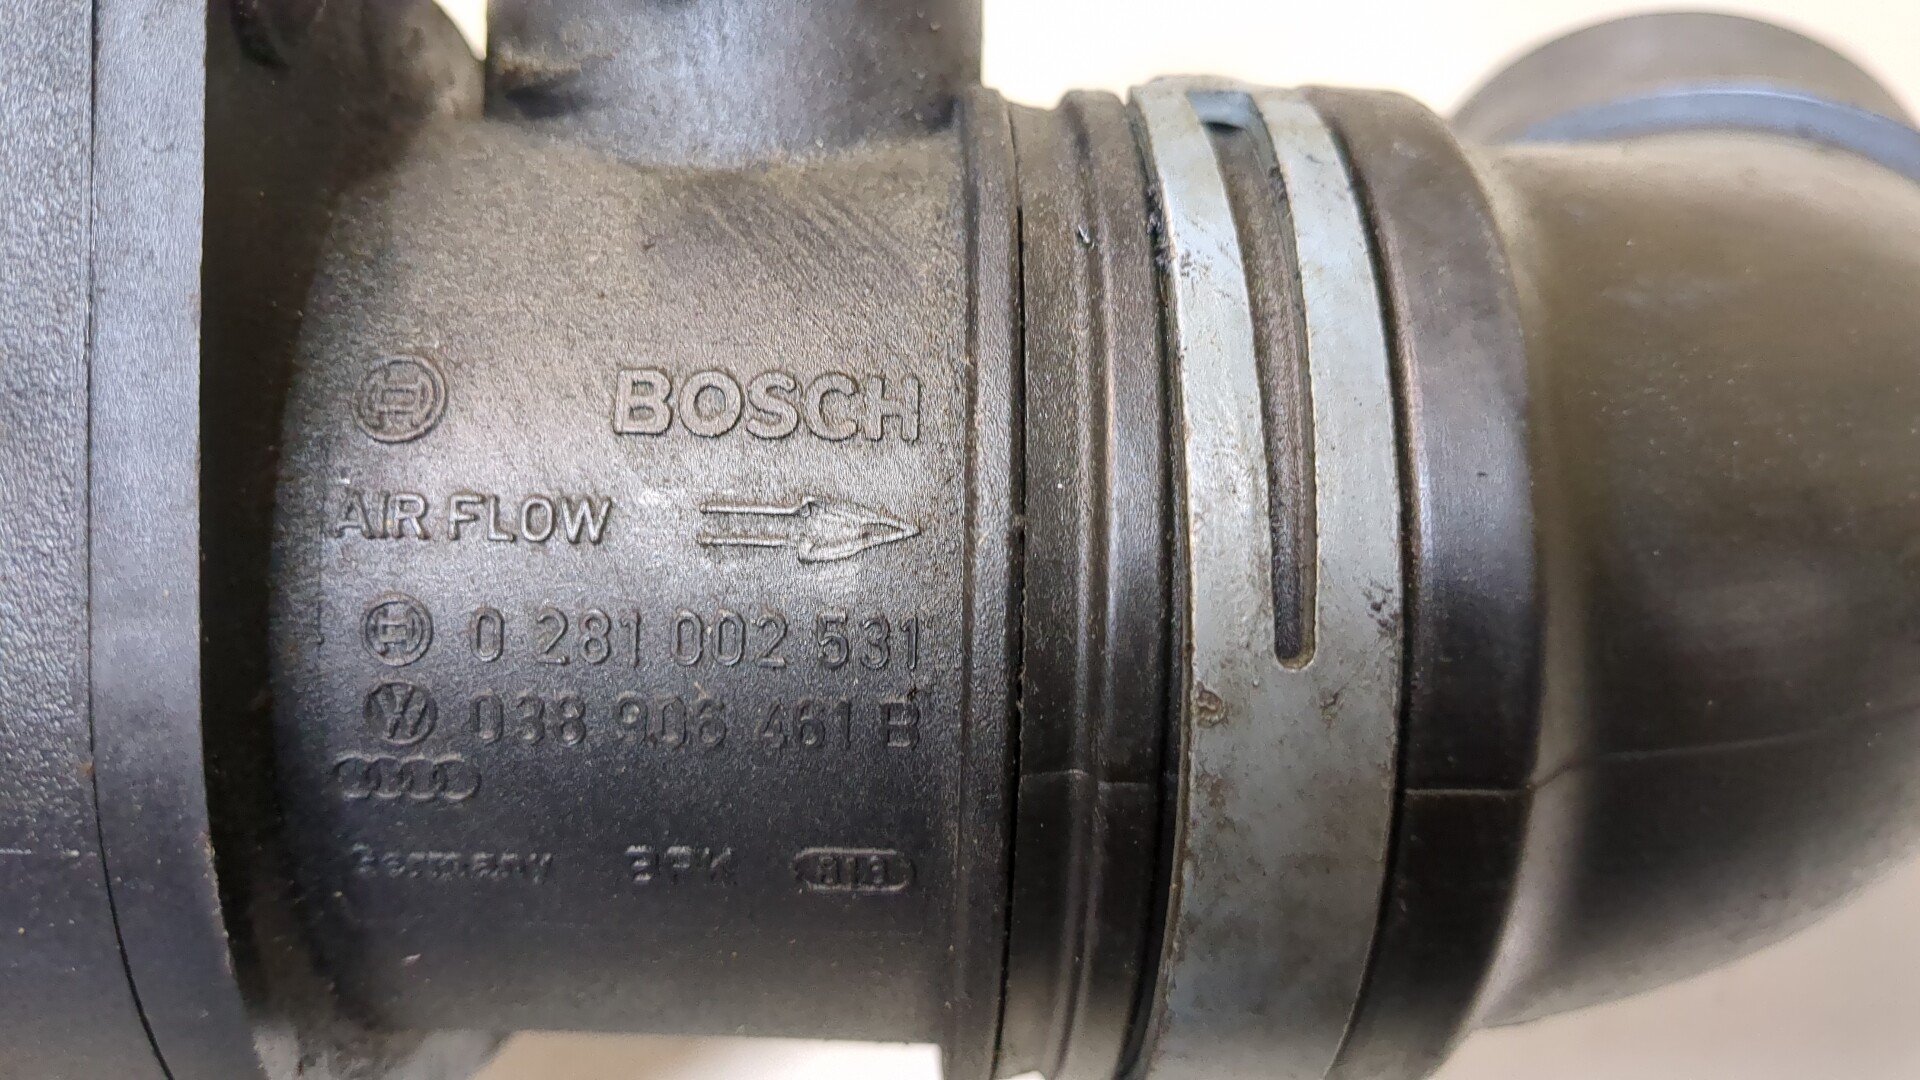 BOSCH
AIR FLOW
0 281 002 531
038 906 461 B
Germany